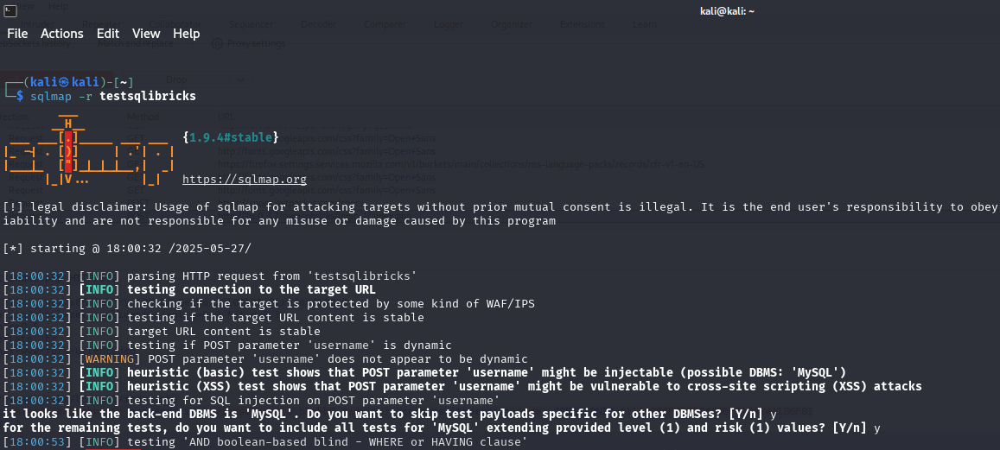 kali@kali: ~
File Actions Edit View Help
┌──(kali㉿kali)-[~]
└─$ sqlmap -r testsqlibricks
{1.9.4#stable}
https://sqlmap.org
[!] legal disclaimer: Usage of sqlmap for attacking targets without prior mutual consent is illegal. It is the end user's responsibility to obey
iability and are not responsible for any misuse or damage caused by this program
[*] starting @ 18:00:32 /2025-05-27/
[18:00:32] [INFO] parsing HTTP request from 'testsqlibricks'
[18:00:32] [INFO] testing connection to the target URL
[18:00:32] [INFO] checking if the target is protected by some kind of WAF/IPS
[18:00:32] [INFO] testing if the target URL content is stable
[18:00:32] [INFO] target URL content is stable
[18:00:32] [INFO] testing if POST parameter 'username' is dynamic
[18:00:32] [WARNING] POST parameter 'username' does not appear to be dynamic
[18:00:32] [INFO] heuristic (basic) test shows that POST parameter 'username' might be injectable (possible DBMS: 'MySQL')
[18:00:32] [INFO] heuristic (XSS) test shows that POST parameter 'username' might be vulnerable to cross-site scripting (XSS) attacks
[18:00:32] [INFO] testing for SQL injection on POST parameter 'username'
it looks like the back-end DBMS is 'MySQL'. Do you want to skip test payloads specific for other DBMSes? [Y/n] y
for the remaining tests, do you want to include all tests for 'MySQL' extending provided level (1) and risk (1) values? [Y/n] y
[18:00:53] [INFO] testing 'AND boolean-based blind - WHERE or HAVING clause'